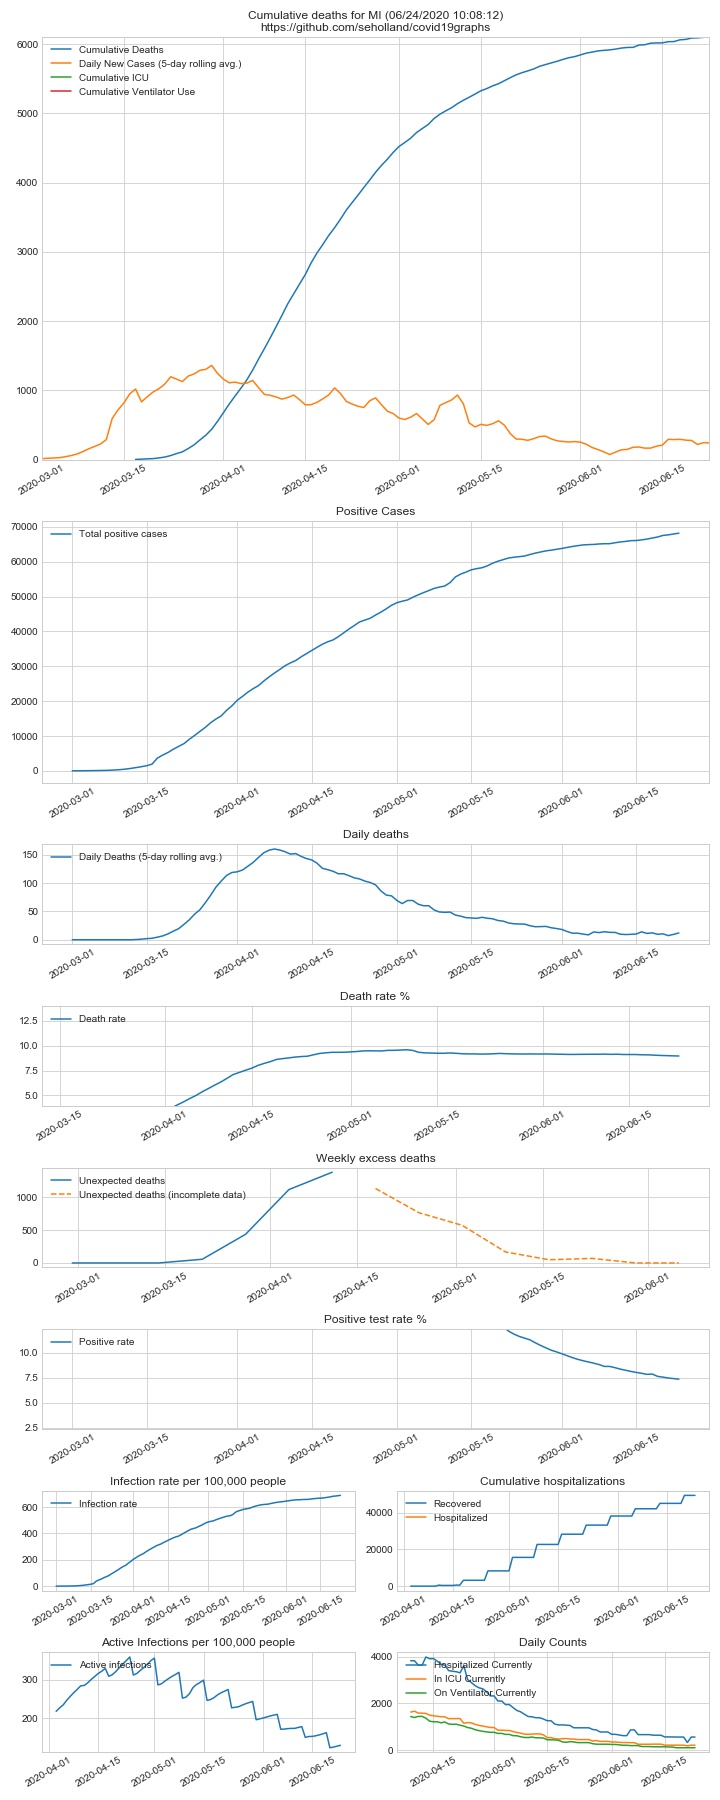 Cumulative deaths for MI (06/24/2020 10:08:12)
https://github.com/seholland/covid19graphs
Cumulative Deaths
Daily New Cases (5-day rolling avg.)
Cumulative ICU
Cumulative Ventilator Use
6000
5000
4000
3000
2000
1000
0
2020-03-01 2020-03-15 2020-04-01 2020-04-15 2020-05-01 2020-05-15 2020-06-01 2020-06-15
Positive Cases
Total positive cases
70000
60000
50000
40000
30000
20000
10000
0
2020-03-01 2020-03-15 2020-04-01 2020-04-15 2020-05-01 2020-05-15 2020-06-01 2020-06-15
Daily deaths
Daily Deaths (5-day rolling avg.)
150
100
50
0
2020-03-01 2020-03-15 2020-04-01 2020-04-15 2020-05-01 2020-05-15 2020-06-01 2020-06-15
Death rate %
Death rate
12.5
10.0
7.5
5.0
2020-03-15 2020-04-01 2020-04-15 2020-05-01 2020-05-15 2020-06-01 2020-06-15
Weekly excess deaths
Unexpected deaths
Unexpected deaths (incomplete data)
1000
500
0
2020-03-01 2020-03-15 2020-04-01 2020-04-15 2020-05-01 2020-05-15 2020-06-01
Positive test rate %
Positive rate
10.0
7.5
5.0
2.5
2020-03-01 2020-03-15 2020-04-01 2020-04-15 2020-05-01 2020-05-15 2020-06-01 2020-06-15
Infection rate per 100,000 people
Infection rate
600
400
200
0
2020-03-01 2020-03-15 2020-04-01 2020-04-15 2020-05-01 2020-05-15 2020-06-01 2020-06-15
Cumulative hospitalizations
Recovered
Hospitalized
40000
20000
0
2020-04-01 2020-04-15 2020-05-01 2020-05-15 2020-06-01 2020-06-15
Active Infections per 100,000 people
Active infections
300
200
2020-04-01 2020-04-15 2020-05-01 2020-05-15 2020-06-01 2020-06-15
Daily Counts
Hospitalized Currently
In ICU Currently
On Ventilator Currently
4000
2000
0
2020-04-15 2020-05-01 2020-05-15 2020-06-01 2020-06-15